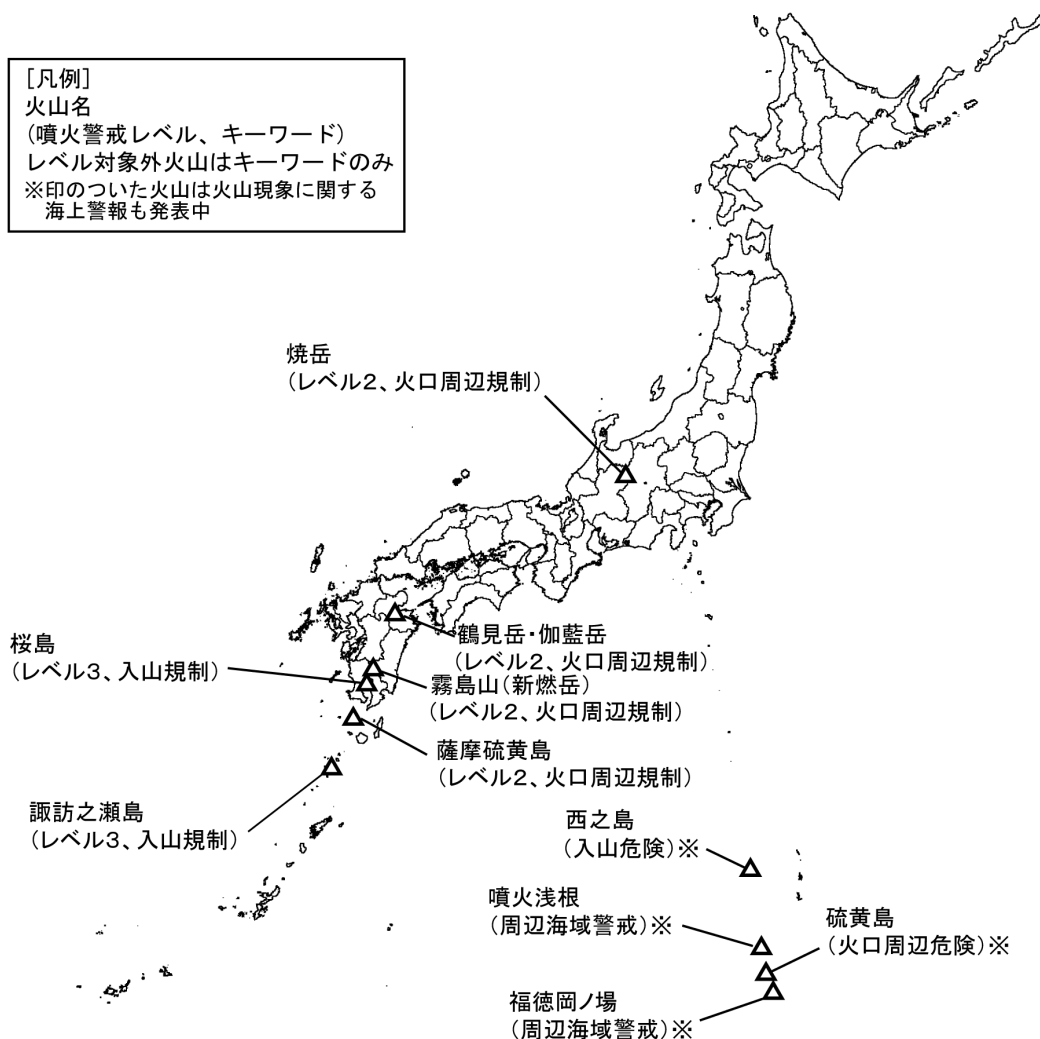 [凡例]
火山名
(噴火警戒レベル、キーワード)
レベル対象外火山はキーワードのみ
※印のついた火山は火山現象に関する
海上警報も発表中
焼岳
(レベル2、火口周辺規制)
鶴見岳・伽藍岳
(レベル2、火口周辺規制)
桜島
(レベル3、入山規制)
霧島山(新燃岳)
(レベル2、火口周辺規制)
薩摩硫黄島
(レベル2、火口周辺規制)
諏訪之瀬島
(レベル3、入山規制)
西之島
(入山危険)※
噴火浅根
(周辺海域警戒)※
硫黄島
(火口周辺危険)※
福徳岡ノ場
(周辺海域警戒)※